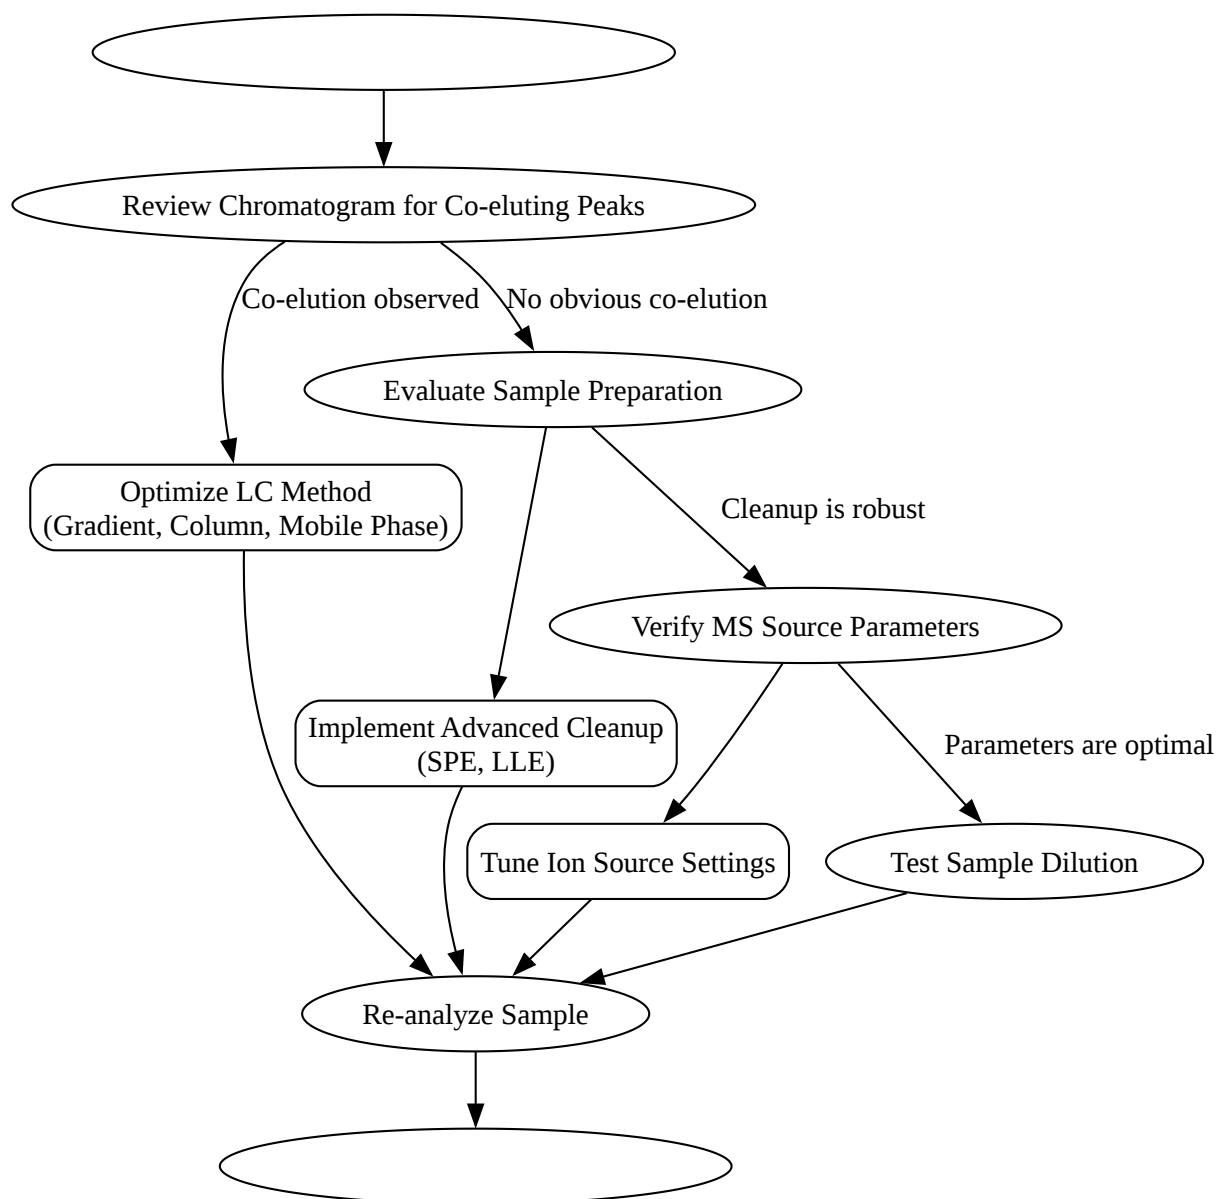 Review Chromatogram for Co-eluting Peaks
Co-elution observed
No obvious co-elution
Evaluate Sample Preparation
Optimize LC Method
(Gradient, Column, Mobile Phase)
Cleanup is robust
Verify MS Source Parameters
Implement Advanced Cleanup
(SPE, LLE)
Parameters are optimal
Tune Ion Source Settings
Test Sample Dilution
Re-analyze Sample